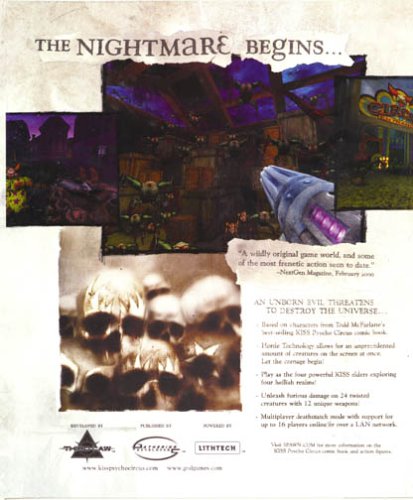 THE NIGHTMARE BEGINS...
"A wildly original game world, and some
of the most frenetic action seen to date."
–NextGen Magazine, February 2000
AN UNBORN EVIL THREATENS
TO DESTROY THE UNIVERSE...
· Based on characters from Todd McFarlane's
best-selling KISS Psycho Circus comic book.
· Horde Technology allows for an unprecedented
amount of creatures on the screen at once.
Let the carnage begin!
· Play as the four powerful KISS elders exploring
four hellish realms!
· Unleash furious damage on 24 twisted
creatures with 12 unique weapons!
· Multiplayer deathmatch mode with support for
up to 16 players online/or over a LAN network.
DEVELOPED BY
PUBLISHED BY
POWERED BY
LITHTECH
Visit SPAWN.COM for more information on the
KISS Psycho Circus comic book and action figures.
www.kisspsychocircus.com www.godgames.com